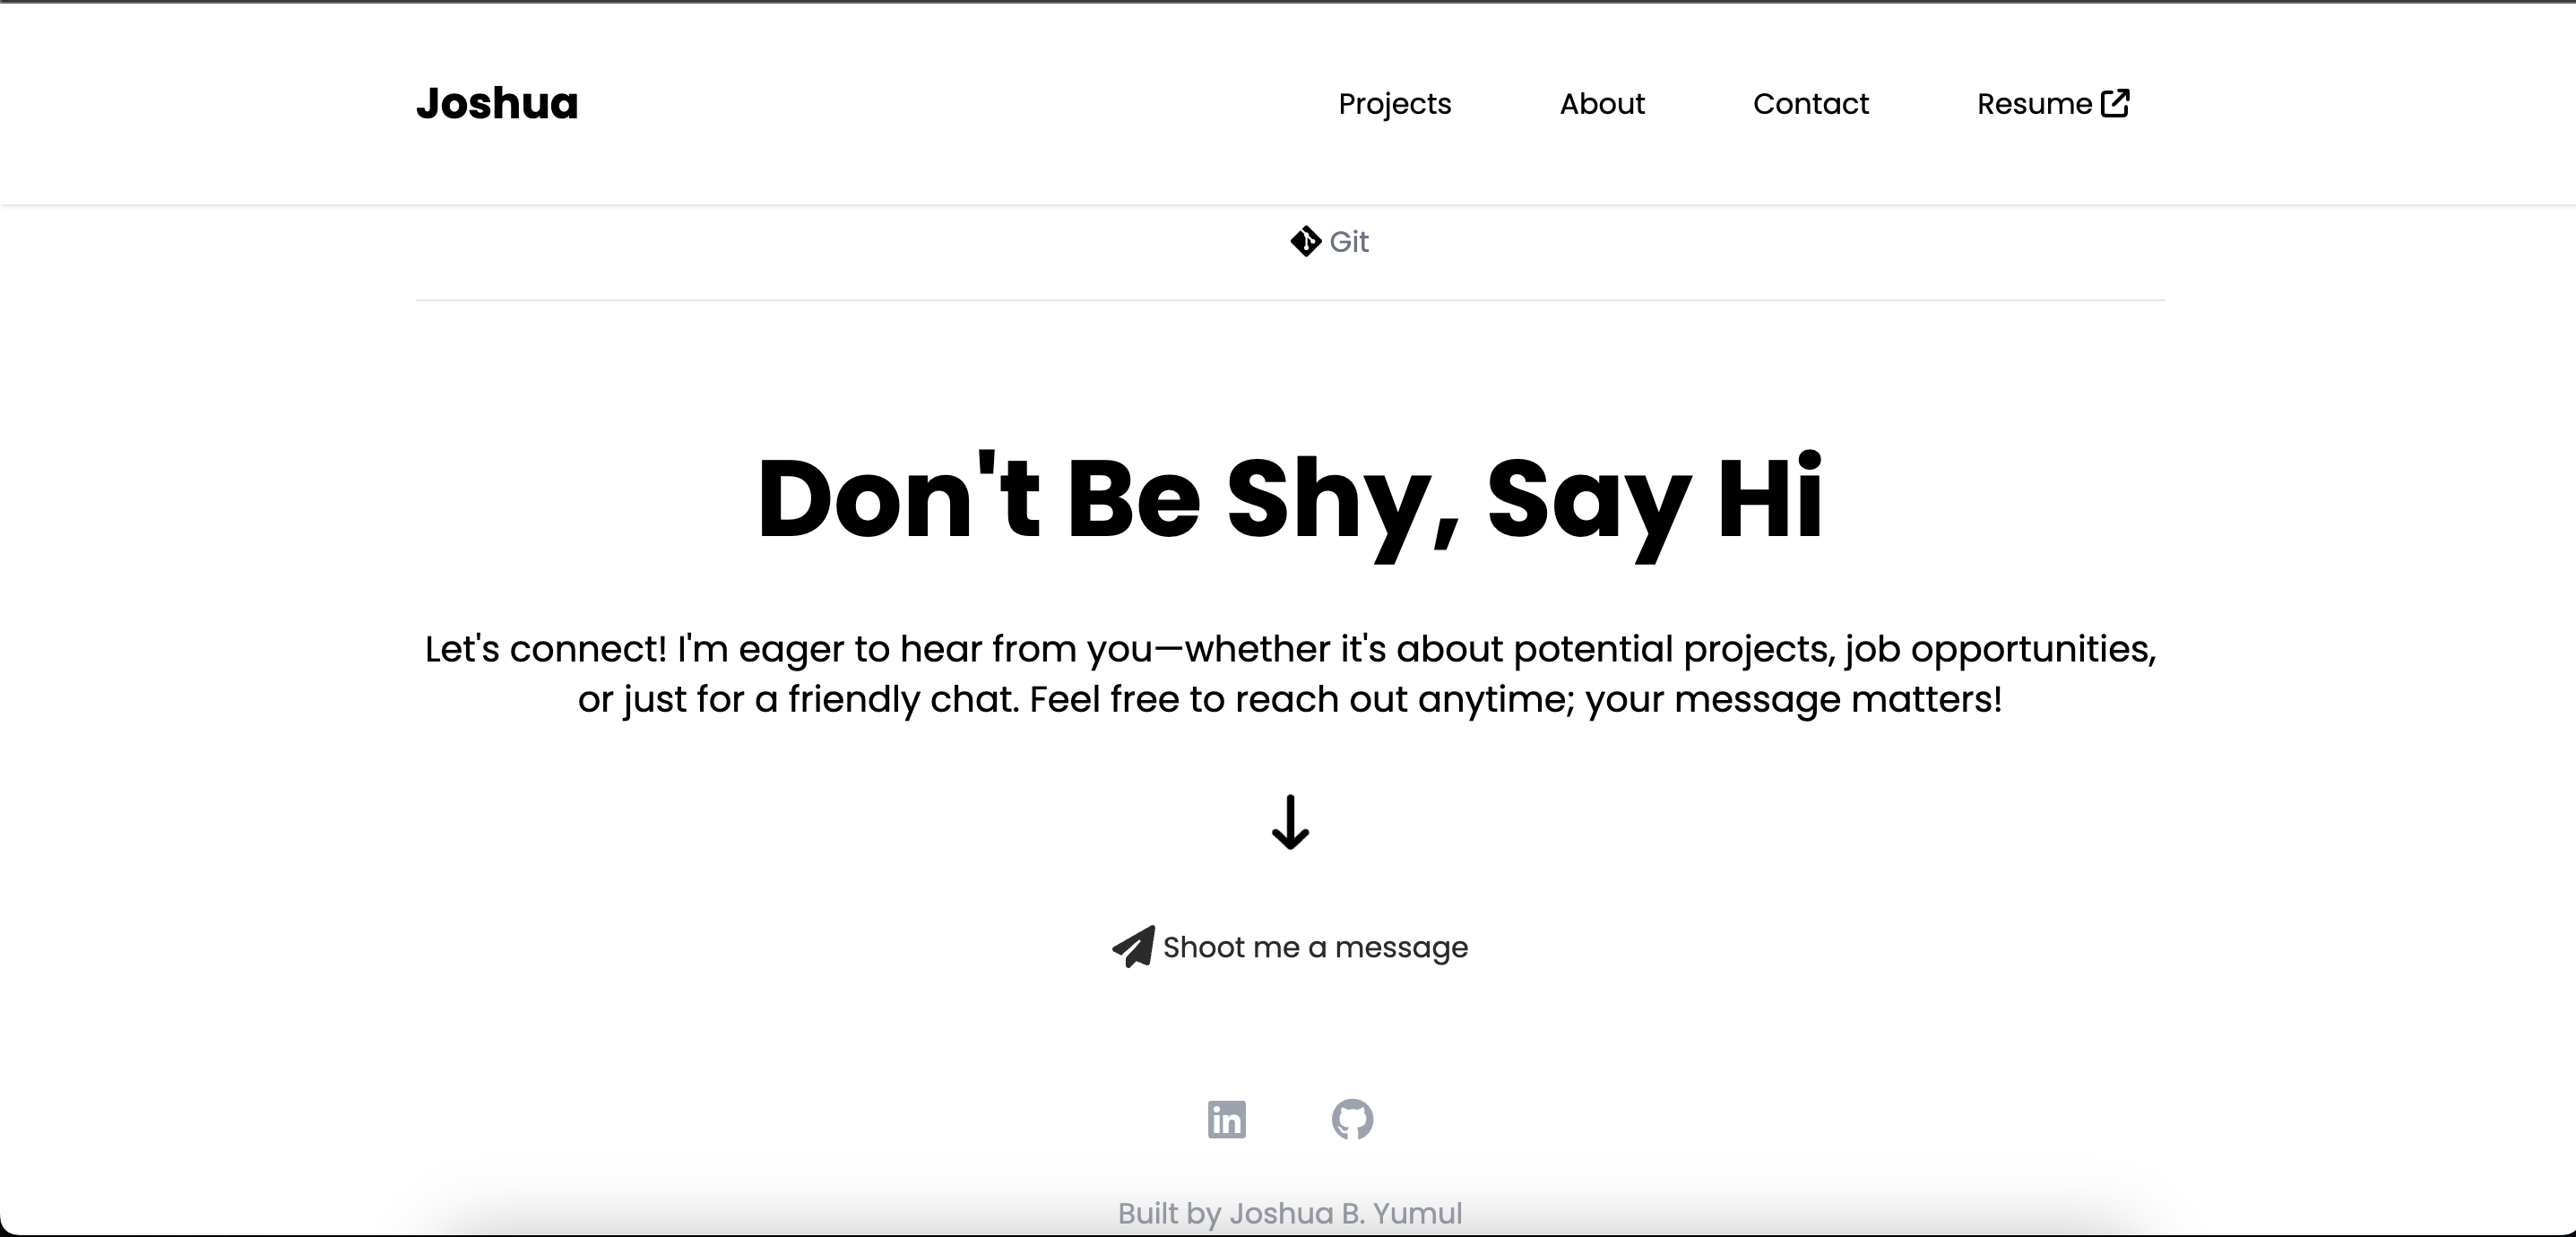 Joshua
Projects About Contact Resume
Git
Don't Be Shy, Say Hi
Let's connect! I'm eager to hear from you—whether it's about potential projects, job opportunities,
or just for a friendly chat. Feel free to reach out anytime; your message matters!
Shoot me a message
in
Built by Joshua B. Yumul